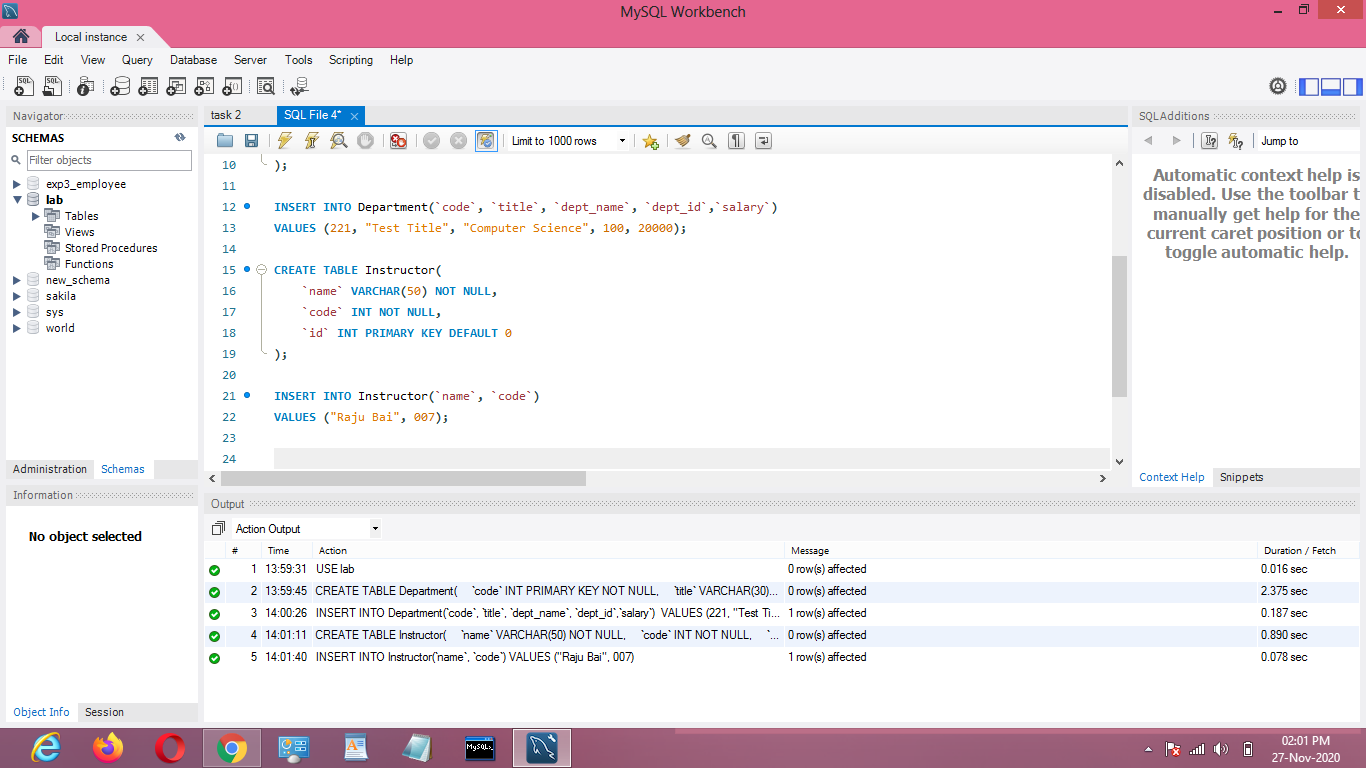 MySQL Workbench
Local instance
File Edit View Query Database Server Tools Scripting Help
Navigator
SCHEMAS
Filter objects
exp3_employee
lab
Tables
Views
Stored Procedures
Functions
new_schema
sakila
sys
world
Administration Schemas
Information
No object selected
Object Info Session
task 2 SQL File 4*
Limit to 1000 rows
10 );
11
12 INSERT INTO Department(`code`, `title`, `dept_name`, `dept_id`,`salary`)
13 VALUES (221, "Test Title", "Computer Science", 100, 20000);
14
15 CREATE TABLE Instructor(
16 `name` VARCHAR(50) NOT NULL,
17 `code` INT NOT NULL,
18 `id` INT PRIMARY KEY DEFAULT 0
19 );
20
21 INSERT INTO Instructor(`name`, `code`)
22 VALUES ("Raju Bai", 007);
23
24
SQLAdditions
Jump to
Automatic context help is
disabled. Use the toolbar t
manually get help for the
current caret position or to
toggle automatic help.
Context Help Snippets
Output
Action Output
# Time Action Message Duration / Fetch
1 13:59:31 USE lab 0 row(s) affected 0.016 sec
2 13:59:45 CREATE TABLE Department( `code` INT PRIMARY KEY NOT NULL, `title` VARCHAR(30)... 0 row(s) affected 2.375 sec
3 14:00:26 INSERT INTO Department(`code`, `title`, `dept_name`, `dept_id`,`salary`) VALUES (221, "Test Ti... 1 row(s) affected 0.187 sec
4 14:01:11 CREATE TABLE Instructor( `name` VARCHAR(50) NOT NULL, `code` INT NOT NULL, `... 0 row(s) affected 0.890 sec
5 14:01:40 INSERT INTO Instructor(`name`, `code`) VALUES ("Raju Bai", 007) 1 row(s) affected 0.078 sec
02:01 PM
27-Nov-2020